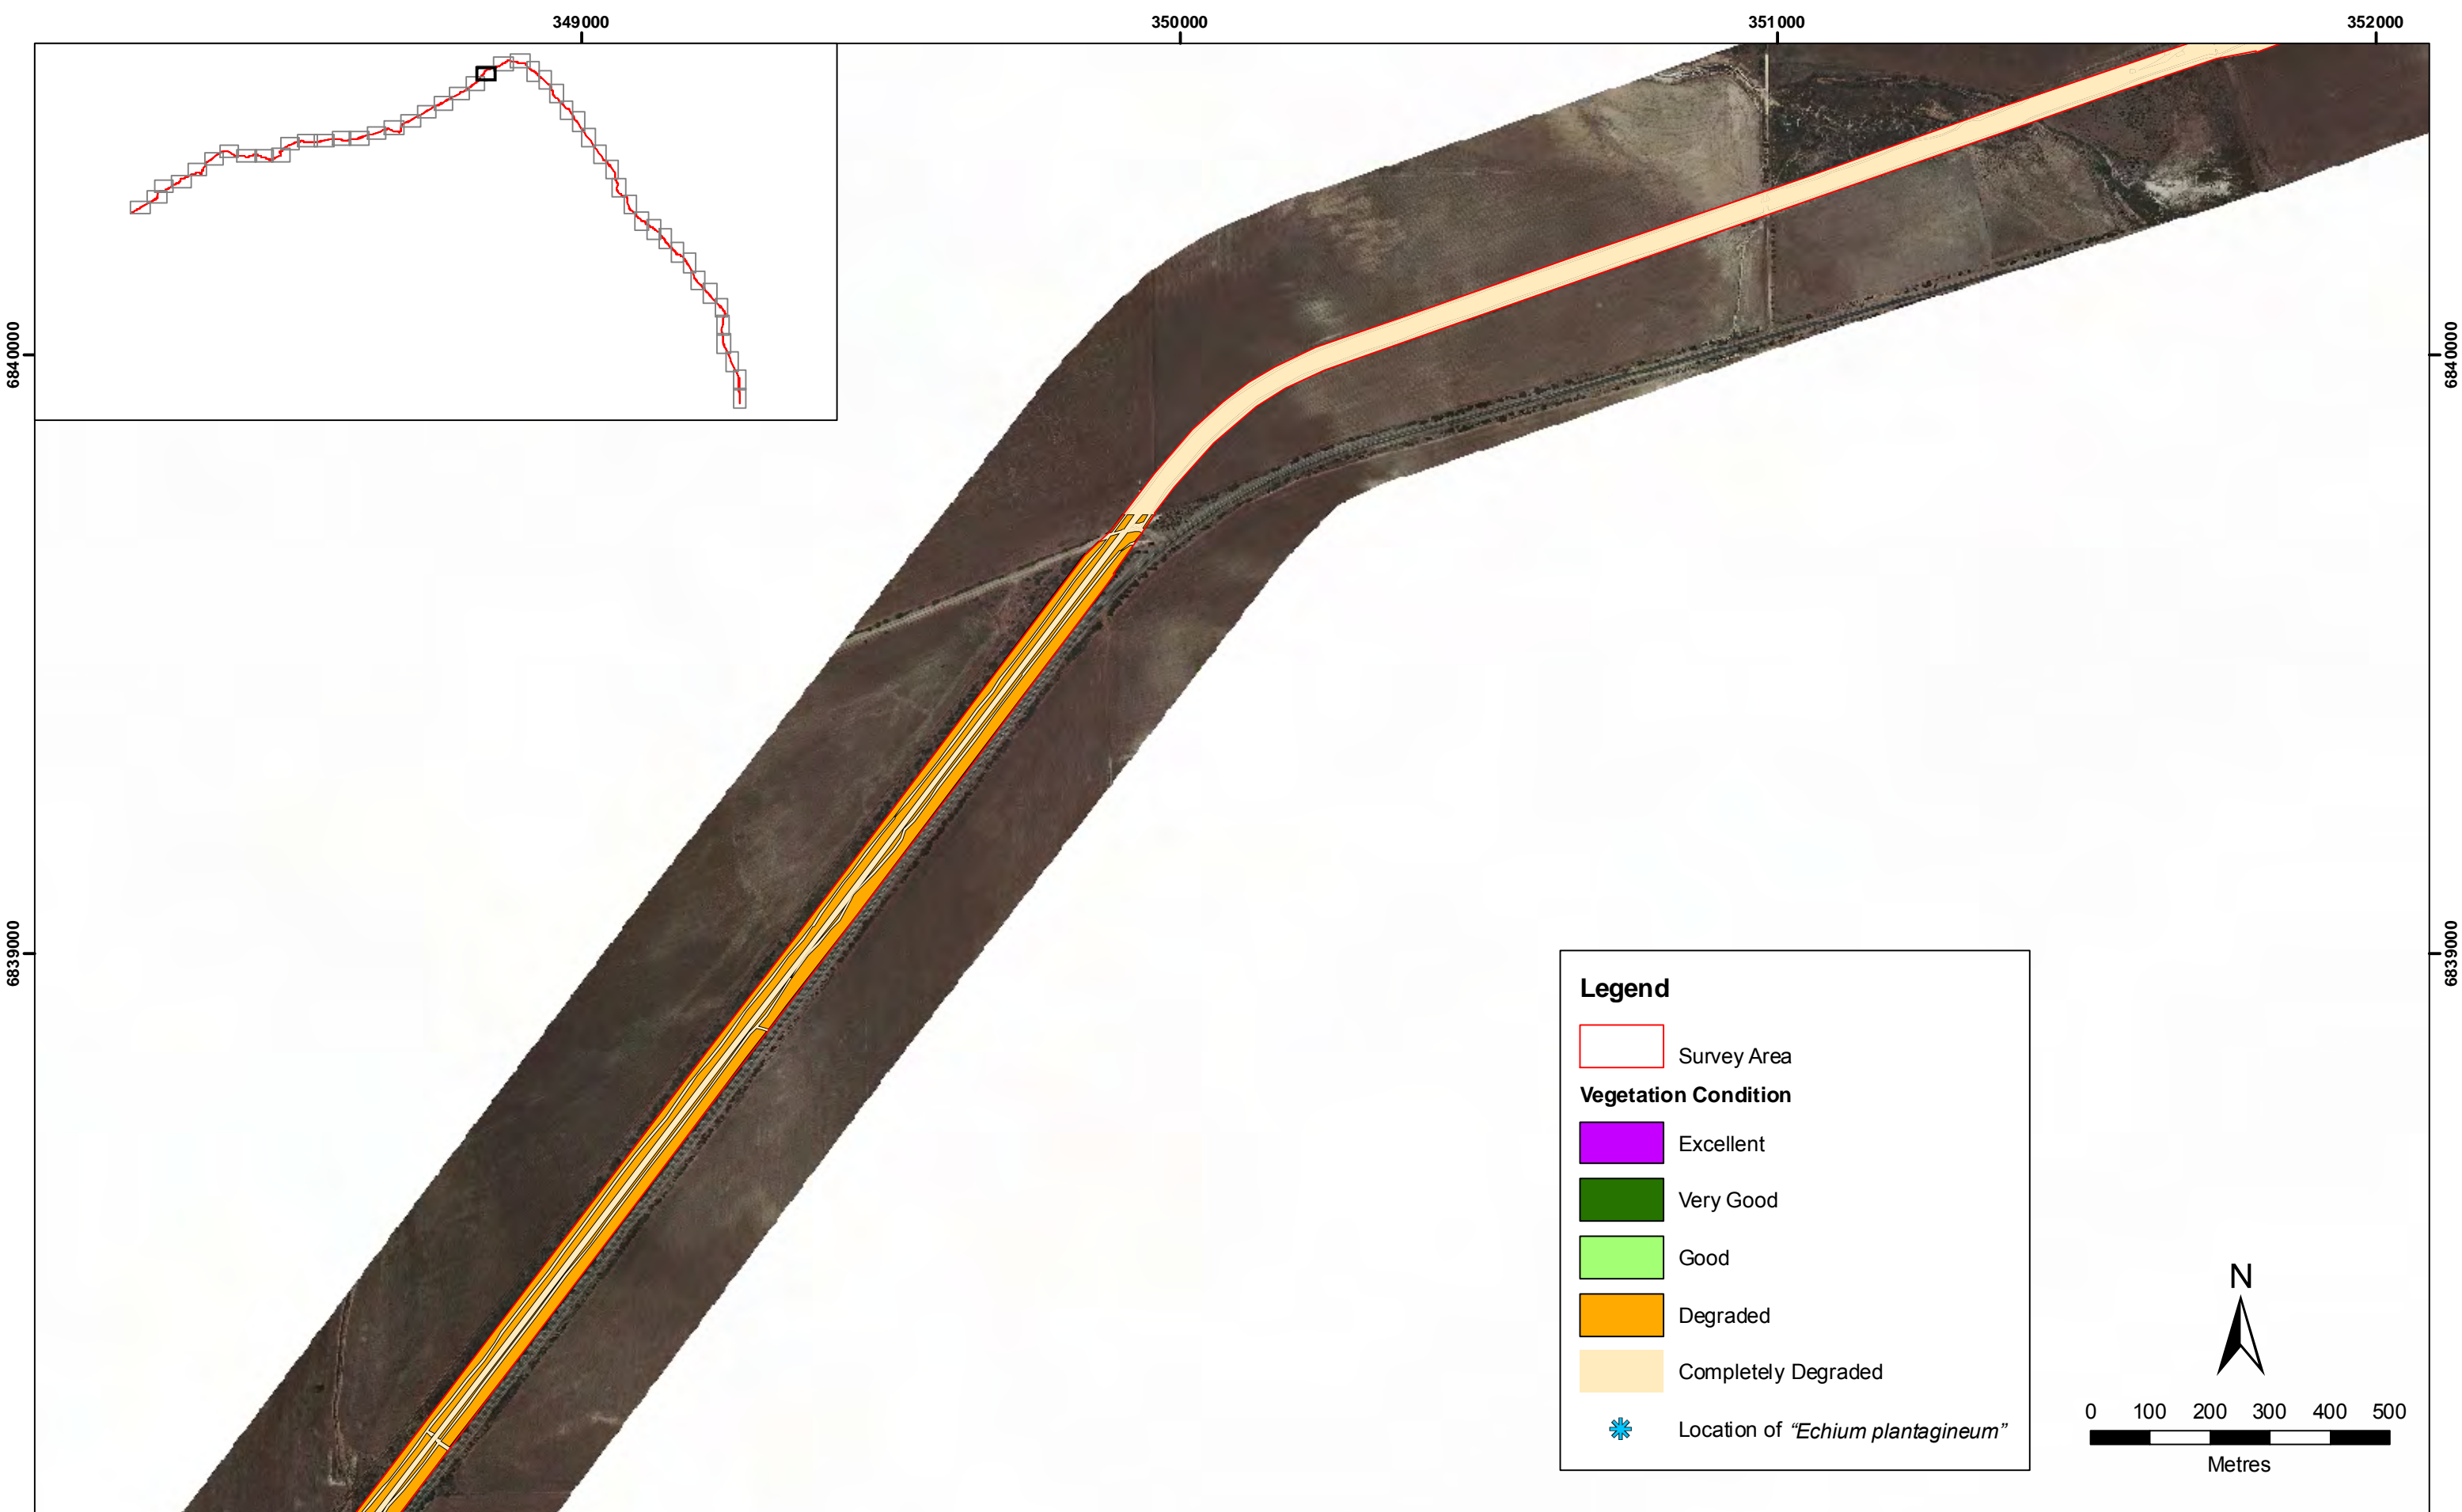 349000
350000
351000
352000
6840000
6840000
6839000
6839000
Legend
Survey Area
Vegetation Condition
Excellent
Very Good
Good
Degraded
Completely Degraded
Location of “Echium plantagineum”
N
0 100 200 300 400 500
Metres